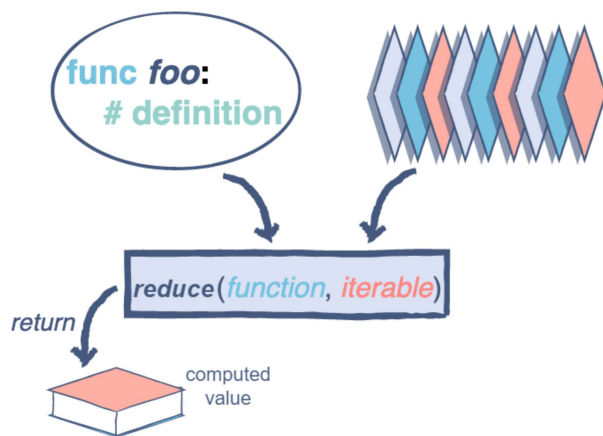 func foo:
# definition
reduce(function, iterable)
return
computed
value